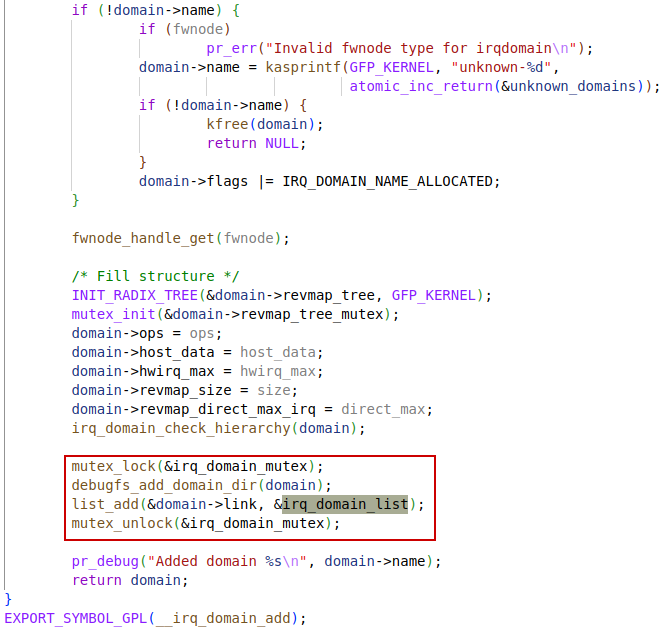 if (!domain->name) {
if (fwnode)
pr_err("Invalid fwnode type for irqdomain\n");
domain->name = kasprintf(GFP_KERNEL, "unknown-%d",
atomic_inc_return(&unknown_domains));
if (!domain->name) {
kfree(domain);
return NULL;
}
domain->flags |= IRQ_DOMAIN_NAME_ALLOCATED;
}
fwnode_handle_get(fwnode);
/* Fill structure */
INIT_RADIX_TREE(&domain->revmap_tree, GFP_KERNEL);
mutex_init(&domain->revmap_tree_mutex);
domain->ops = ops;
domain->host_data = host_data;
domain->hwirq_max = hwirq_max;
domain->revmap_size = size;
domain->revmap_direct_max_irq = direct_max;
irq_domain_check_hierarchy(domain);
mutex_lock(&irq_domain_mutex);
debugfs_add_domain_dir(domain);
list_add(&domain->link, &irq_domain_list);
mutex_unlock(&irq_domain_mutex);
pr_debug("Added domain %s\n", domain->name);
return domain;
}
EXPORT_SYMBOL_GPL(__irq_domain_add);